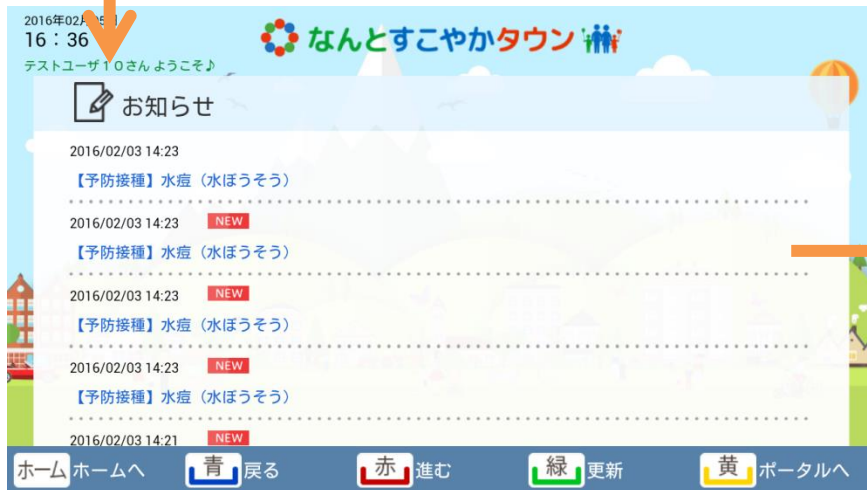 2016年02月05日
16：36
なんとすこやかタウン
テストユーザ１０さん ようこそ♪
お知らせ
2016/02/03 14:23
【予防接種】水痘（水ぼうそう）
2016/02/03 14:23 NEW
【予防接種】水痘（水ぼうそう）
2016/02/03 14:23 NEW
【予防接種】水痘（水ぼうそう）
2016/02/03 14:23 NEW
【予防接種】水痘（水ぼうそう）
2016/02/03 14:21 NEW
ホーム ホームへ 青 戻る 赤 進む 緑 更新 黄 ポータルへ